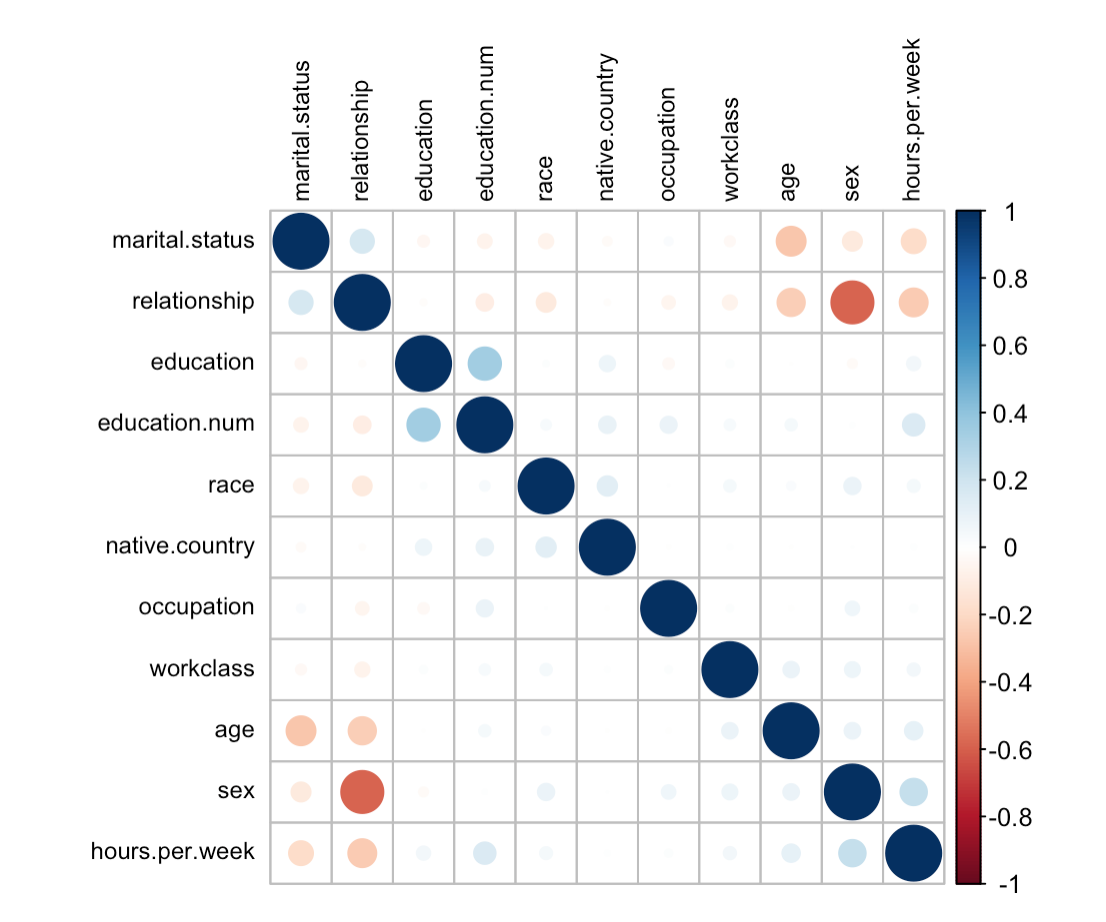 marital.status
relationship
education
education.num
race
native.country
occupation
workclass
age
sex
hours.per.week
marital.status
relationship
education
education.num
race
native.country
occupation
workclass
age
sex
hours.per.week
1
0.8
0.6
0.4
0.2
0
-0.2
-0.4
-0.6
-0.8
-1